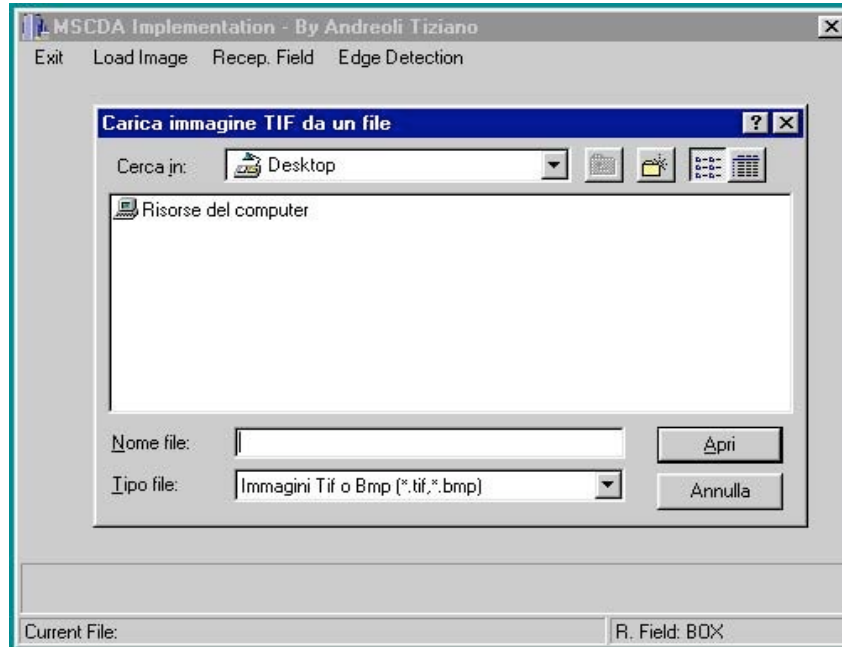 MSCDA Implementation - By Andreoli Tiziano
Exit Load Image Recep. Field Edge Detection
Carica immagine TIF da un file
Cerca in: Desktop
Risorse del computer
Nome file: Apri
Tipo file: Immagini Tif o Bmp (*.tif,*.bmp) Annulla
Current File: R. Field: BOX